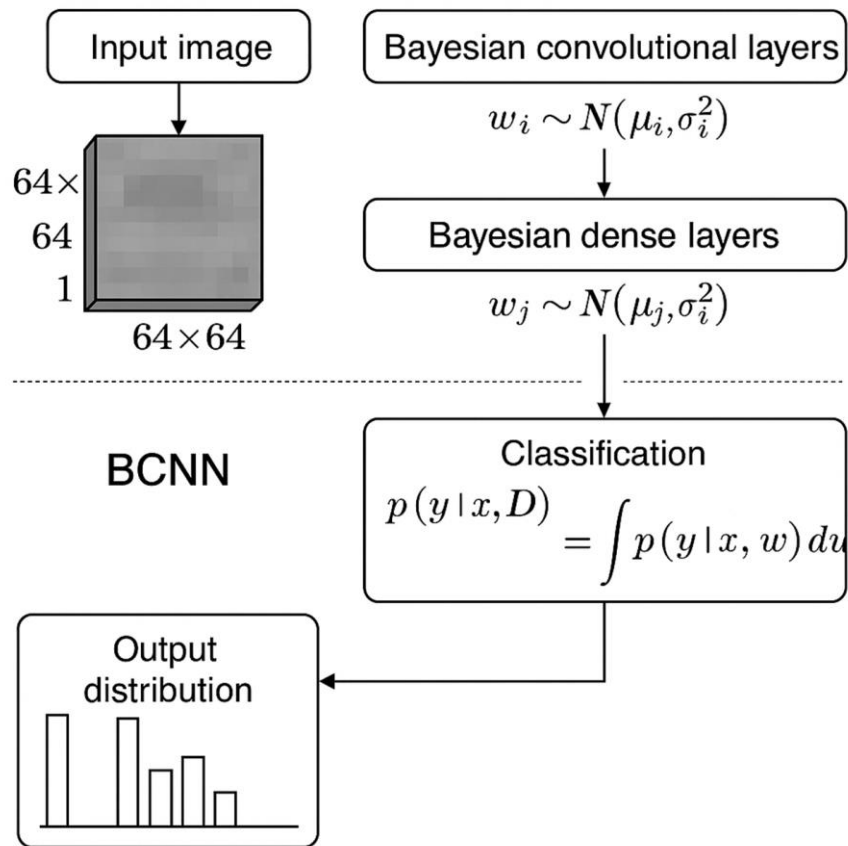 Input image
64×
64
1
64×64
Bayesian convolutional layers
w_i ∼ N(μ_i,σ_i^2)
Bayesian dense layers
w_j ∼ N(μ_j,σ_i^2)
BCNN
Classification
p(y|x,D)
= ∫p(y|x, w)du
Output
distribution